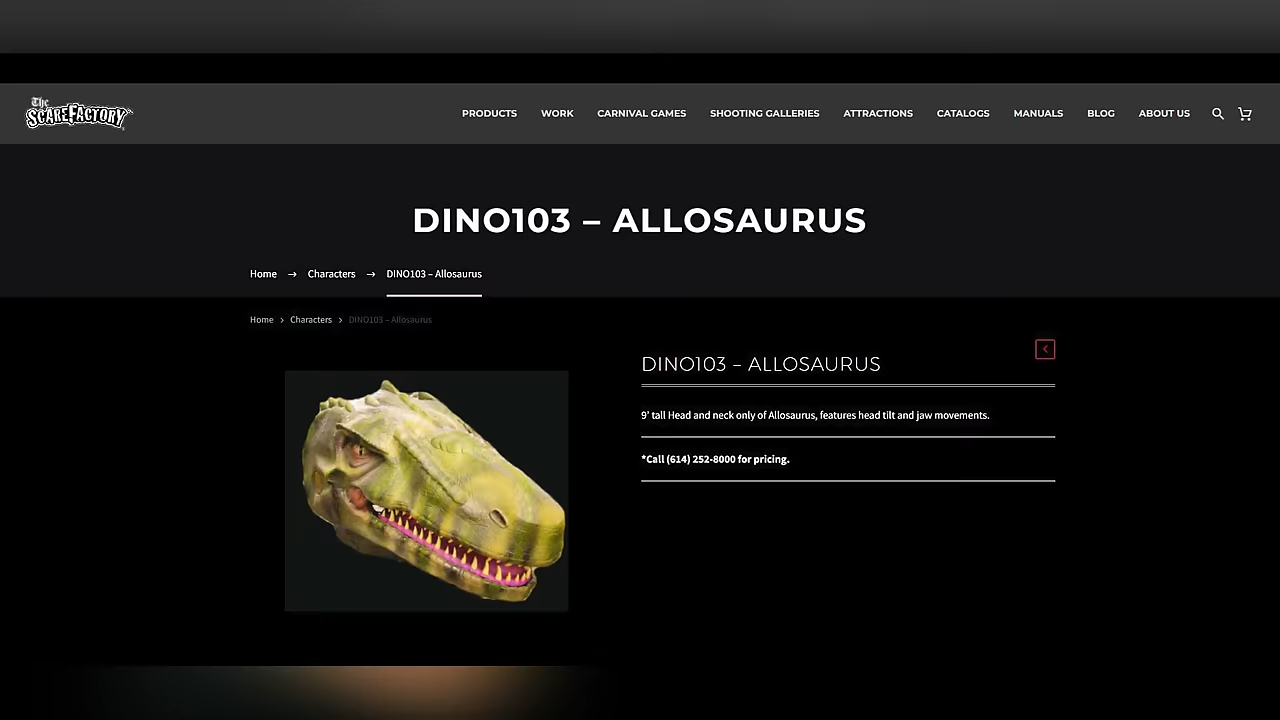 The
SCAREFACTORY
PRODUCTS WORK CARNIVAL GAMES SHOOTING GALLERIES ATTRACTIONS CATALOGS MANUALS BLOG ABOUT US
DINO103 – ALLOSAURUS
Home → Characters → DINO103 – Allosaurus
Home > Characters > DINO103 – Allosaurus
DINO103 – ALLOSAURUS
9' tall Head and neck only of Allosaurus, features head tilt and jaw movements.
*Call (614) 252-8000 for pricing.